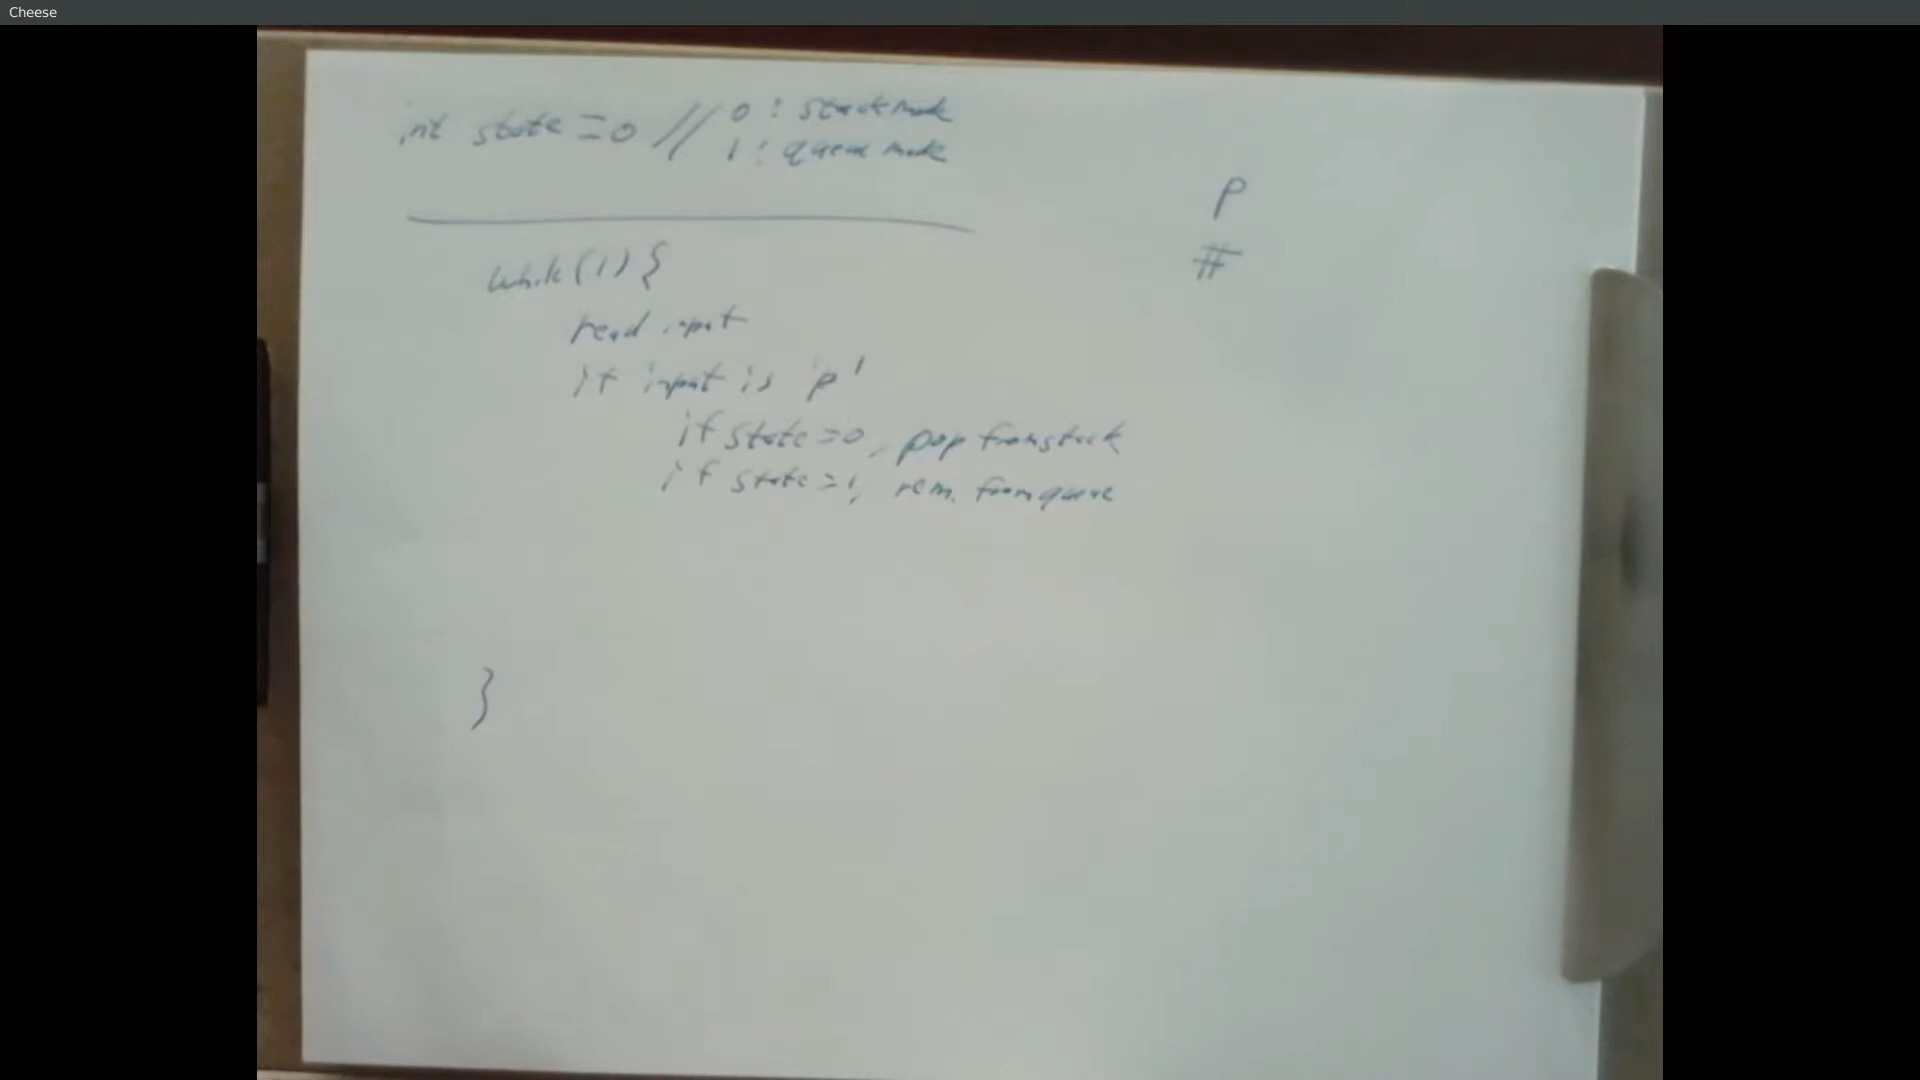 Cheese
int state = 0 // 0 : stack mode
1 : queue mode
P
#
while (1) {
read input
if input is 'p'
if state = 0, pop from stack
if state = 1, rem. from queue
}